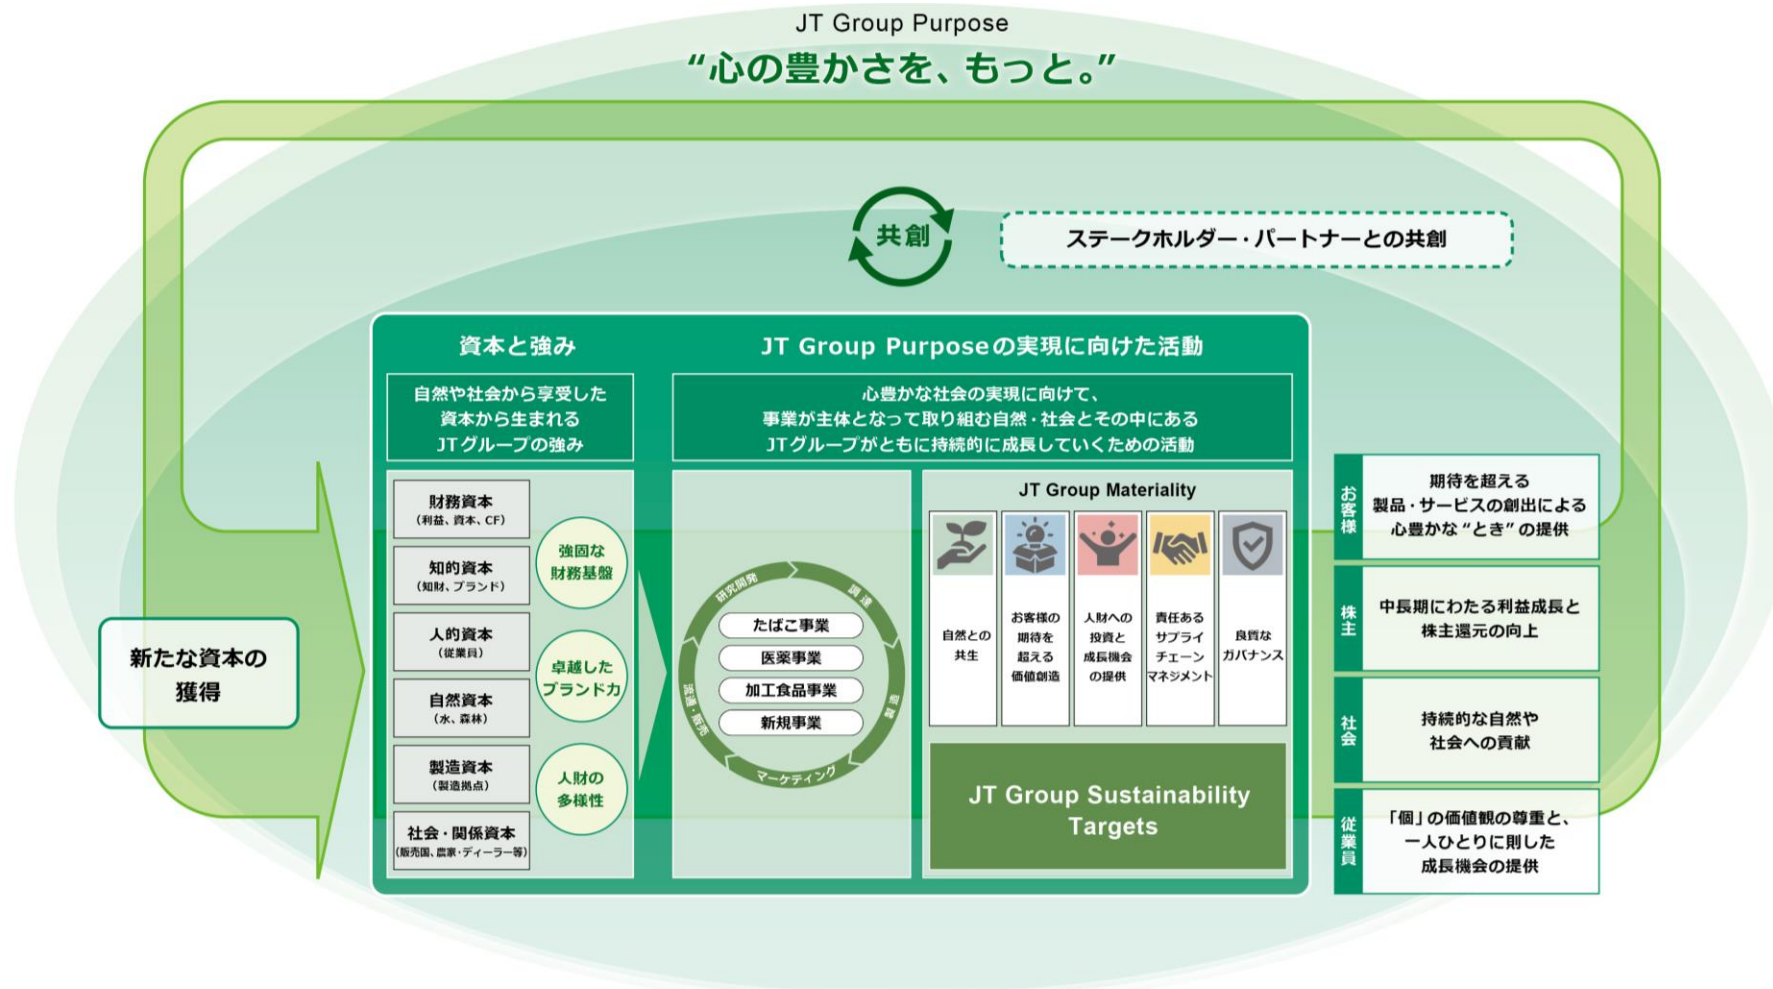 JT Group Purpose
“心の豊かさを、もっと。”
共創
ステークホルダー・パートナーとの共創
新たな資本の
獲得
資本と強み
自然や社会から享受した
資本から生まれる
JTグループの強み
財務資本
（利益、資本、CF）
知的資本
（知財、ブランド）
人的資本
（従業員）
自然資本
（水、森林）
製造資本
（製造拠点）
社会・関係資本
（販売国、農家・ディーラー等）
強固な
財務基盤
卓越した
ブランド力
人財の
多様性
JT Group Purposeの実現に向けた活動
心豊かな社会の実現に向けて、
事業が主体となって取り組む自然・社会とその中にある
JTグループがともに持続的に成長していくための活動
研究開発
調達
製造
マーケティング
流通・販売
たばこ事業
医薬事業
加工食品事業
新規事業
JT Group Materiality
自然との
共生
お客様の
期待を
超える
価値創造
人財への
投資と
成長機会
の提供
責任ある
サプライ
チェーン
マネジメント
良質な
ガバナンス
JT Group Sustainability
Targets
お客様
期待を超える
製品・サービスの創出による
心豊かな“とき”の提供
株主
中長期にわたる利益成長と
株主還元の向上
社会
持続的な自然や
社会への貢献
従業員
「個」の価値観の尊重と、
一人ひとりに則した
成長機会の提供